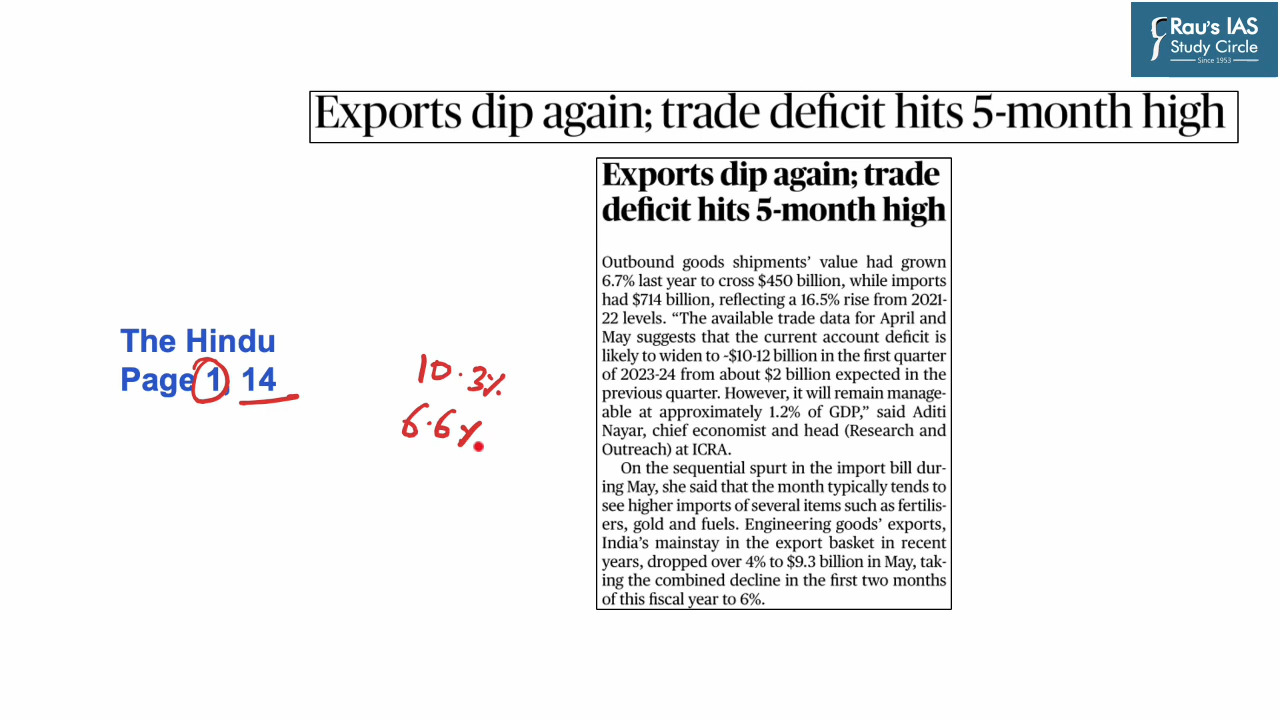 Rau's IAS
Study Circle
Since 1953
Exports dip again; trade deficit hits 5-month high
Exports dip again; trade
deficit hits 5-month high
Outbound goods shipments' value had grown
6.7% last year to cross $450 billion, while imports
had $714 billion, reflecting a 16.5% rise from 2021-
22 levels. “The available trade data for April and
May suggests that the current account deficit is
likely to widen to ~$10-12 billion in the first quarter
of 2023-24 from about $2 billion expected in the
previous quarter. However, it will remain manage-
able at approximately 1.2% of GDP,” said Aditi
Nayar, chief economist and head (Research and
Outreach) at ICRA.
On the sequential spurt in the import bill dur-
ing May, she said that the month typically tends to
see higher imports of several items such as fertilis-
ers, gold and fuels. Engineering goods' exports,
India's mainstay in the export basket in recent
years, dropped over 4% to $9.3 billion in May, tak-
ing the combined decline in the first two months
of this fiscal year to 6%.
The Hindu
Page 1, 14
10.3%
6.6%